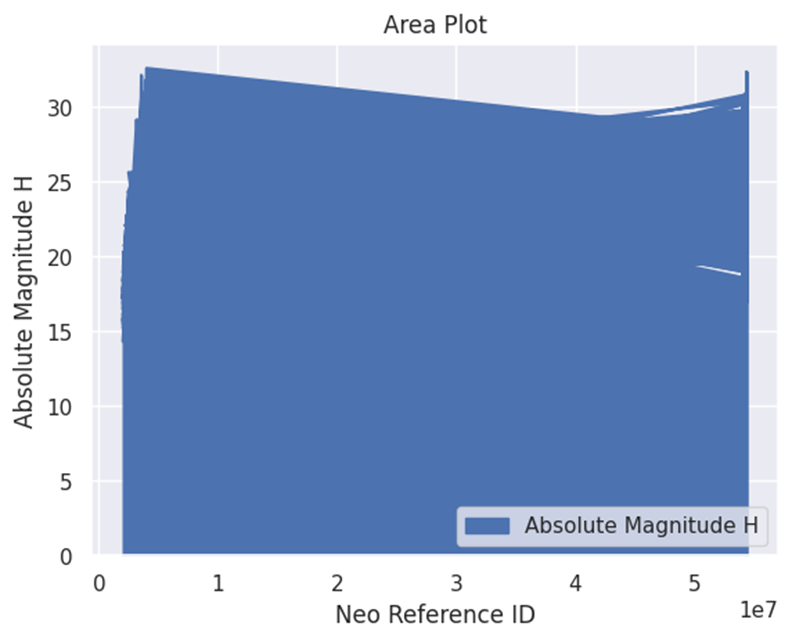 Area Plot
Absolute Magnitude H
30
25
20
15
10
5
0
Absolute Magnitude H
0 1 2 3 4 5
1e7
Neo Reference ID